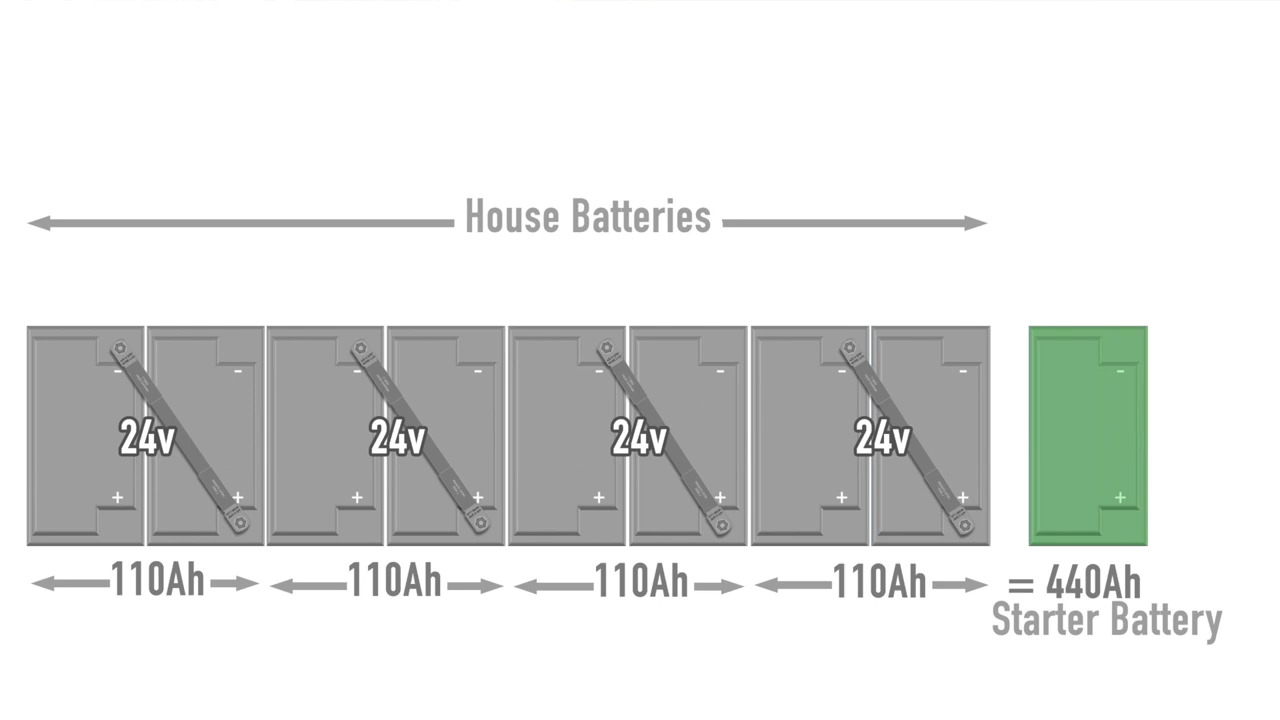 House Batteries
- - - - - - - - -
24v 24v 24v 24v
+ + + + + + + + +
110Ah 110Ah 110Ah 110Ah = 440Ah
Starter Battery